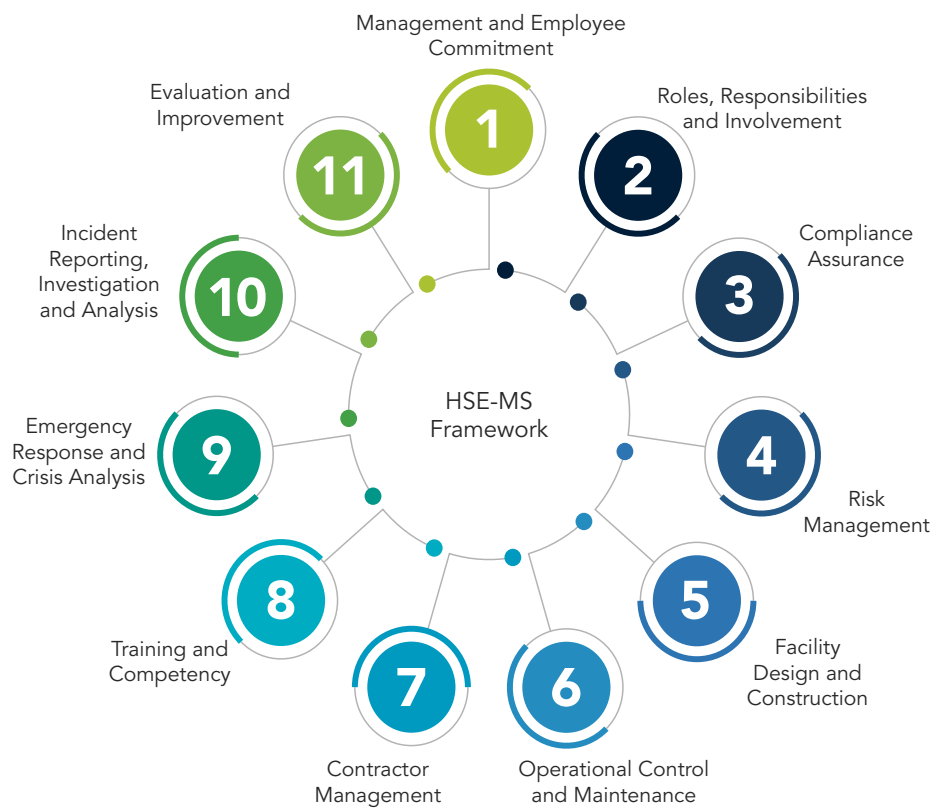 Management and Employee
Commitment
1
Roles, Responsibilities
and Involvement
2
Compliance
Assurance
3
4
Risk
Management
5
Facility
Design and
Construction
6
Operational Control
and Maintenance
7
Contractor
Management
8
Training and
Competency
Emergency
Response and
Crisis Analysis
9
Incident
Reporting,
Investigation
and Analysis
10
Evaluation and
Improvement
11
HSE-MS
Framework